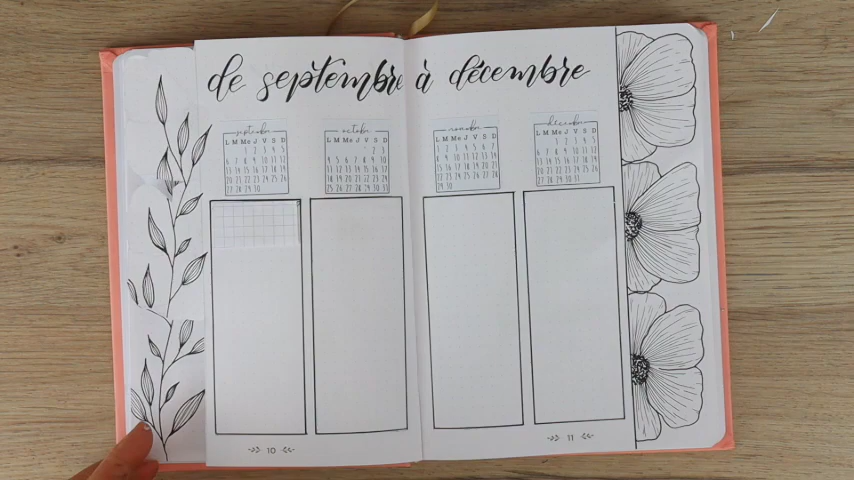 de septembre à décembre
septembre octobre novembre décembre
L M Me J V S D
1 2 3 4 5
6 7 8 9 10 11 12
13 14 15 16 17 18 19
20 21 22 23 24 25 26
27 28 29 30
L M Me J V S D
1 2 3
4 5 6 7 8 9 10
11 12 13 14 15 16 17
18 19 20 21 22 23 24
25 26 27 28 29 30 31
L M Me J V S D
1 2 3 4 5 6 7
8 9 10 11 12 13 14
15 16 17 18 19 20 21
22 23 24 25 26 27 28
29 30
L M Me J V S D
1 2 3 4 5
6 7 8 9 10 11 12
13 14 15 16 17 18 19
20 21 22 23 24 25 26
27 28 29 30 31
10
11